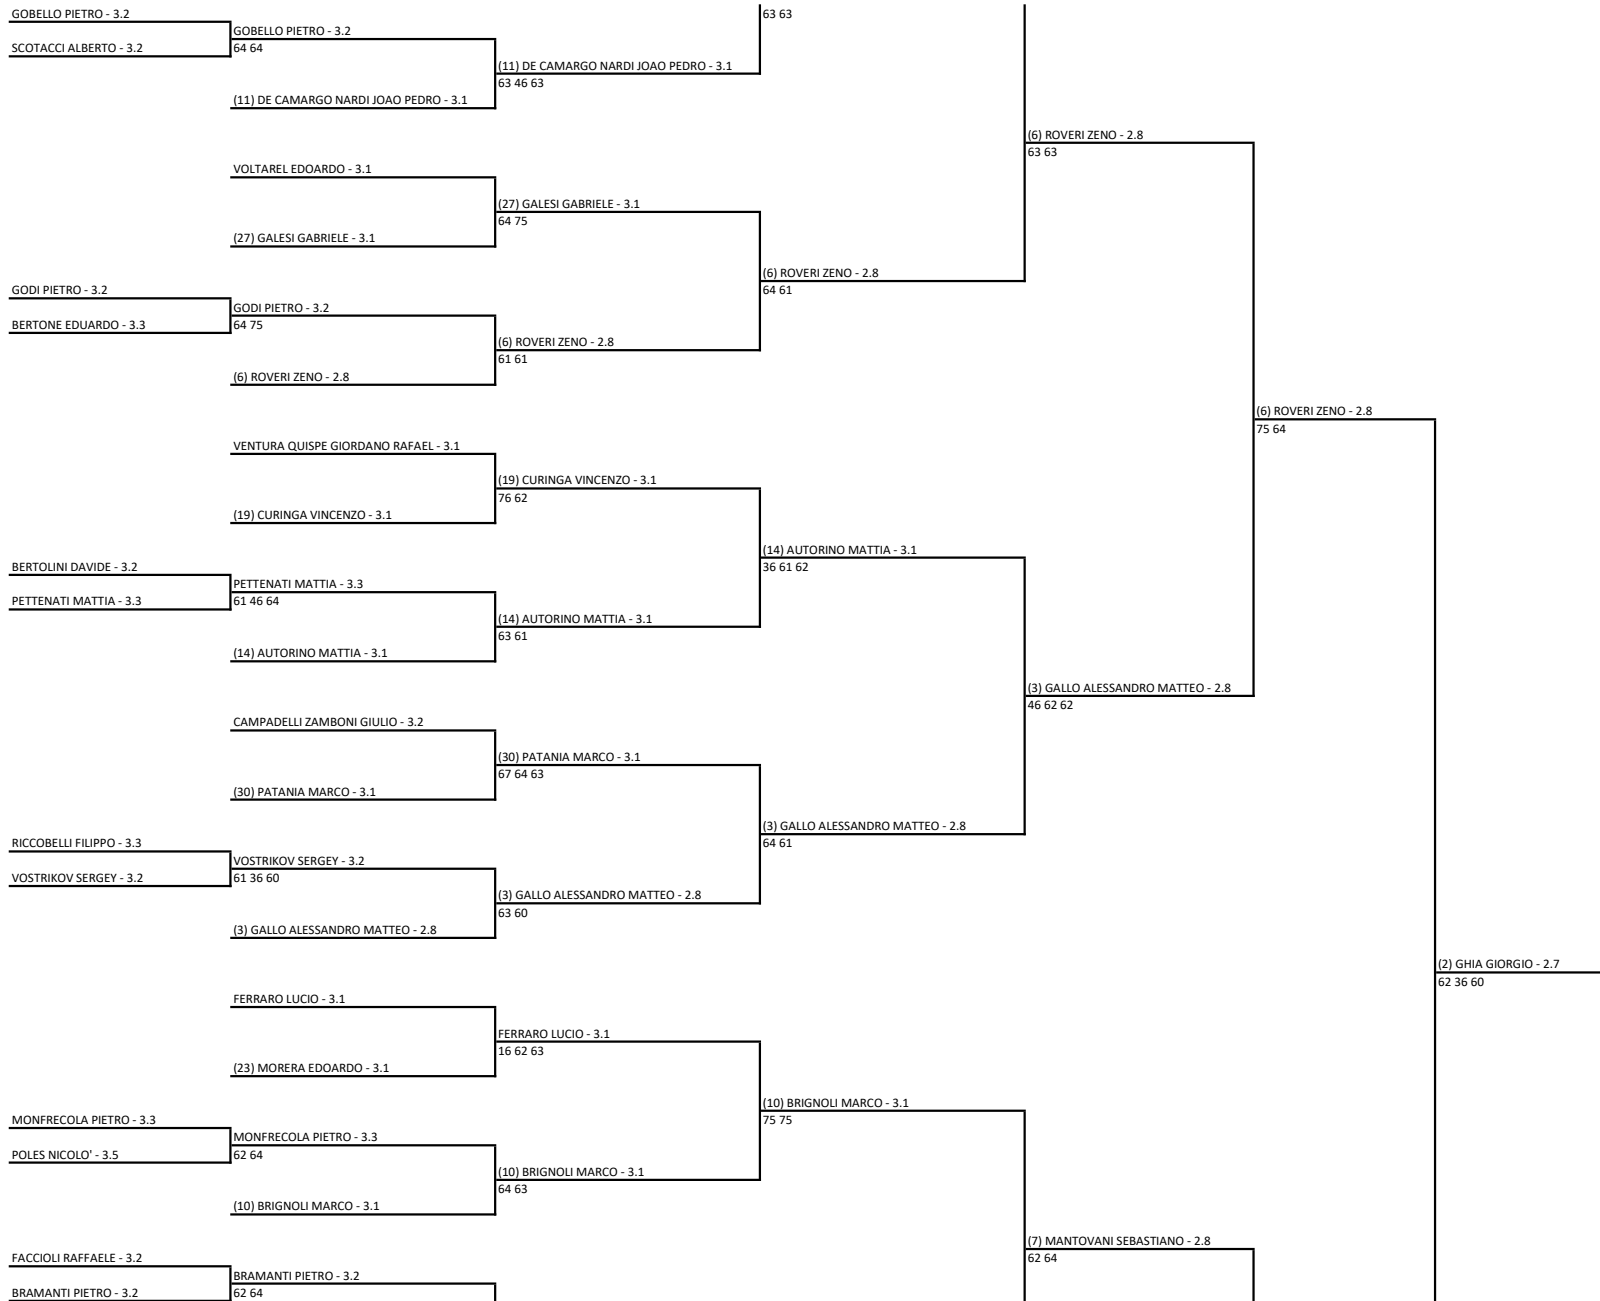 GOBELLO PIETRO - 3.2
63 63
GOBELLO PIETRO - 3.2
SCOTACCI ALBERTO - 3.2
64 64
(11) DE CAMARGO NARDI JOAO PEDRO - 3.1
63 46 63
(11) DE CAMARGO NARDI JOAO PEDRO - 3.1
(6) ROVERI ZENO - 2.8
63 63
VOLTAREL EDOARDO - 3.1
(27) GALESI GABRIELE - 3.1
64 75
(27) GALESI GABRIELE - 3.1
(6) ROVERI ZENO - 2.8
64 61
GODI PIETRO - 3.2
GODI PIETRO - 3.2
BERTONE EDUARDO - 3.3
64 75
(6) ROVERI ZENO - 2.8
61 61
(6) ROVERI ZENO - 2.8
(6) ROVERI ZENO - 2.8
75 64
VENTURA QUISPE GIORDANO RAFAEL - 3.1
(19) CURINGA VINCENZO - 3.1
76 62
(19) CURINGA VINCENZO - 3.1
(14) AUTORINO MATTIA - 3.1
36 61 62
BERTOLINI DAVIDE - 3.2
PETTENATI MATTIA - 3.3
PETTENATI MATTIA - 3.3
61 46 64
(14) AUTORINO MATTIA - 3.1
63 61
(14) AUTORINO MATTIA - 3.1
(3) GALLO ALESSANDRO MATTEO - 2.8
46 62 62
CAMPADELLI ZAMBONI GIULIO - 3.2
(30) PATANIA MARCO - 3.1
67 64 63
(30) PATANIA MARCO - 3.1
(3) GALLO ALESSANDRO MATTEO - 2.8
64 61
RICCOBELLI FILIPPO - 3.3
VOSTRIKOV SERGEY - 3.2
VOSTRIKOV SERGEY - 3.2
61 36 60
(3) GALLO ALESSANDRO MATTEO - 2.8
63 60
(3) GALLO ALESSANDRO MATTEO - 2.8
(2) GHIA GIORGIO - 2.7
62 36 60
FERRARO LUCIO - 3.1
FERRARO LUCIO - 3.1
16 62 63
(23) MORERA EDOARDO - 3.1
(10) BRIGNOLI MARCO - 3.1
75 75
MONFRECOLA PIETRO - 3.3
MONFRECOLA PIETRO - 3.3
POLES NICOLO' - 3.5
62 64
(10) BRIGNOLI MARCO - 3.1
64 63
(10) BRIGNOLI MARCO - 3.1
(7) MANTOVANI SEBASTIANO - 2.8
62 64
FACCIOLI RAFFAELE - 3.2
BRAMANTI PIETRO - 3.2
BRAMANTI PIETRO - 3.2
62 64